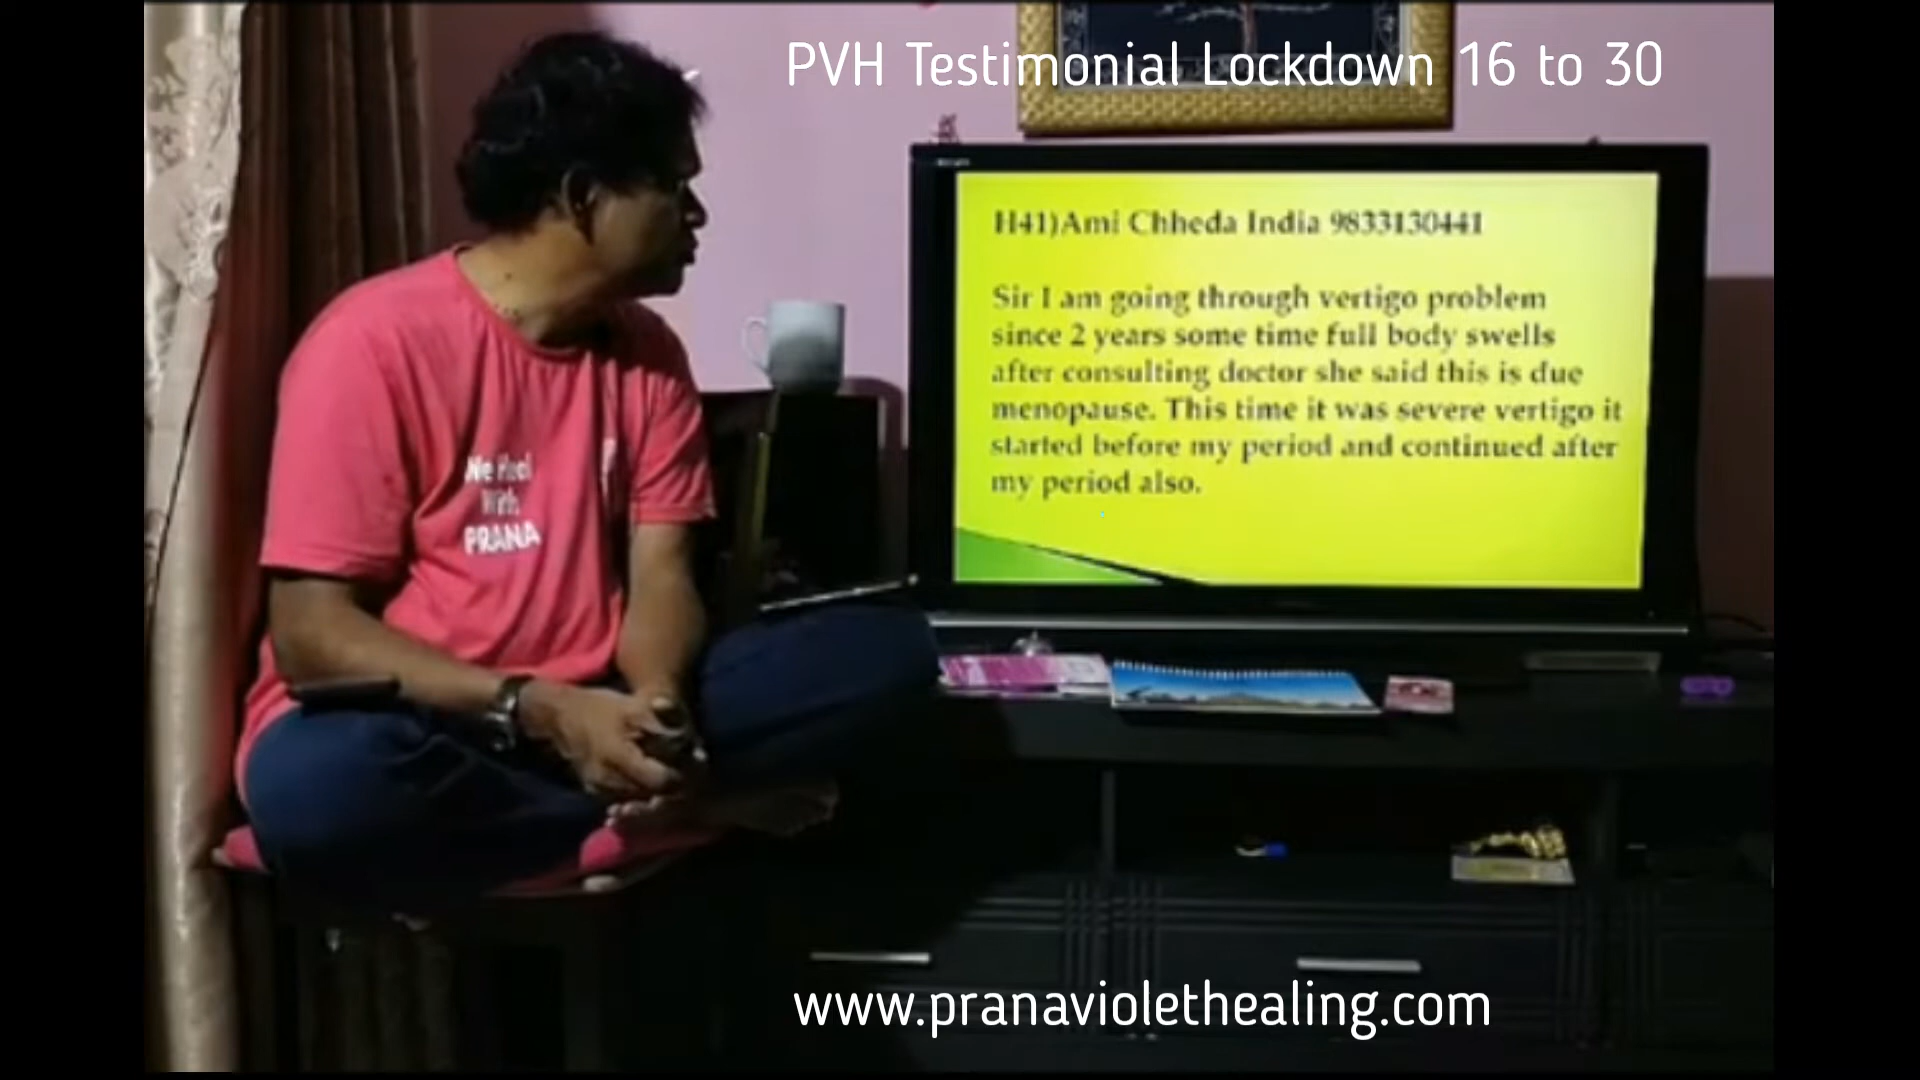 PVH Testimonial Lockdown 16 to 30
H41)Ami Chheda India 9833130441
Sir I am going through vertigo problem
since 2 years some time full body swells
after consulting doctor she said this is due
menopause. This time it was severe vertigo it
started before my period and continued after
my period also.
We Heal
With
PRANA
www.pranaviolethealing.com